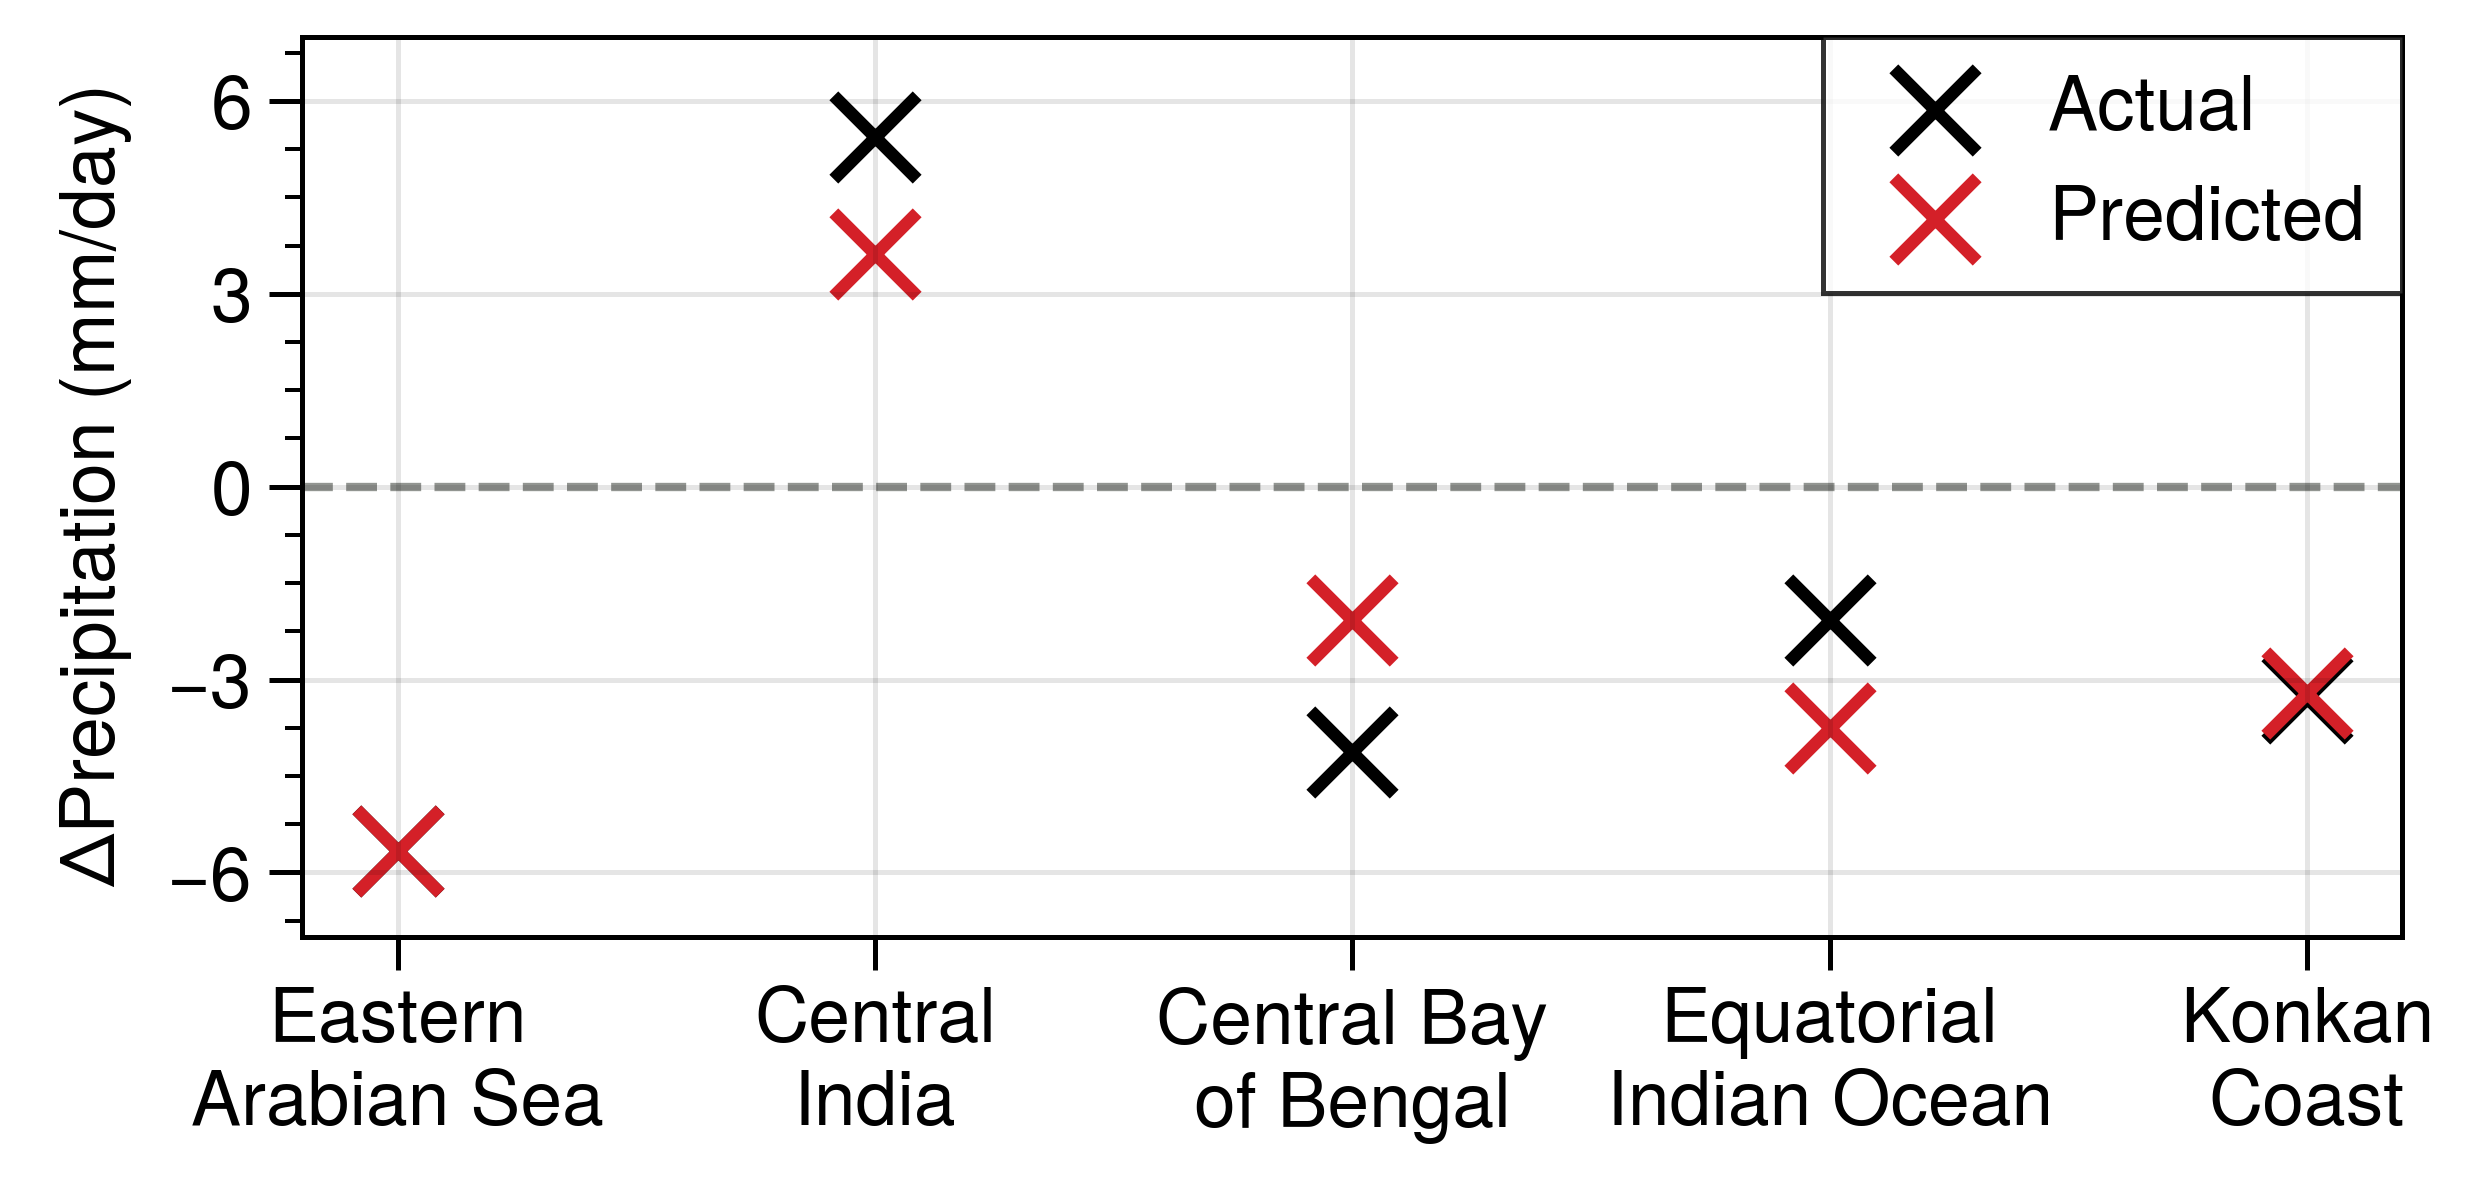 ΔPrecipitation (mm/day)
6
3
0
−3
−6
Actual
Predicted
Eastern
Arabian Sea
Central
India
Central Bay
of Bengal
Equatorial
Indian Ocean
Konkan
Coast